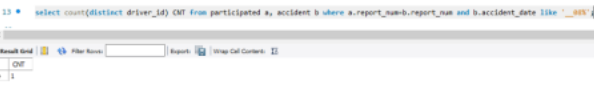 13
select count(distinct driver_id) CNT from participated a, accident b where a.report_num=b.report_num and b.accident_date like '__08%';
Result Grid Filter Rows: Export: Wrap Cell Content:
CNT
1